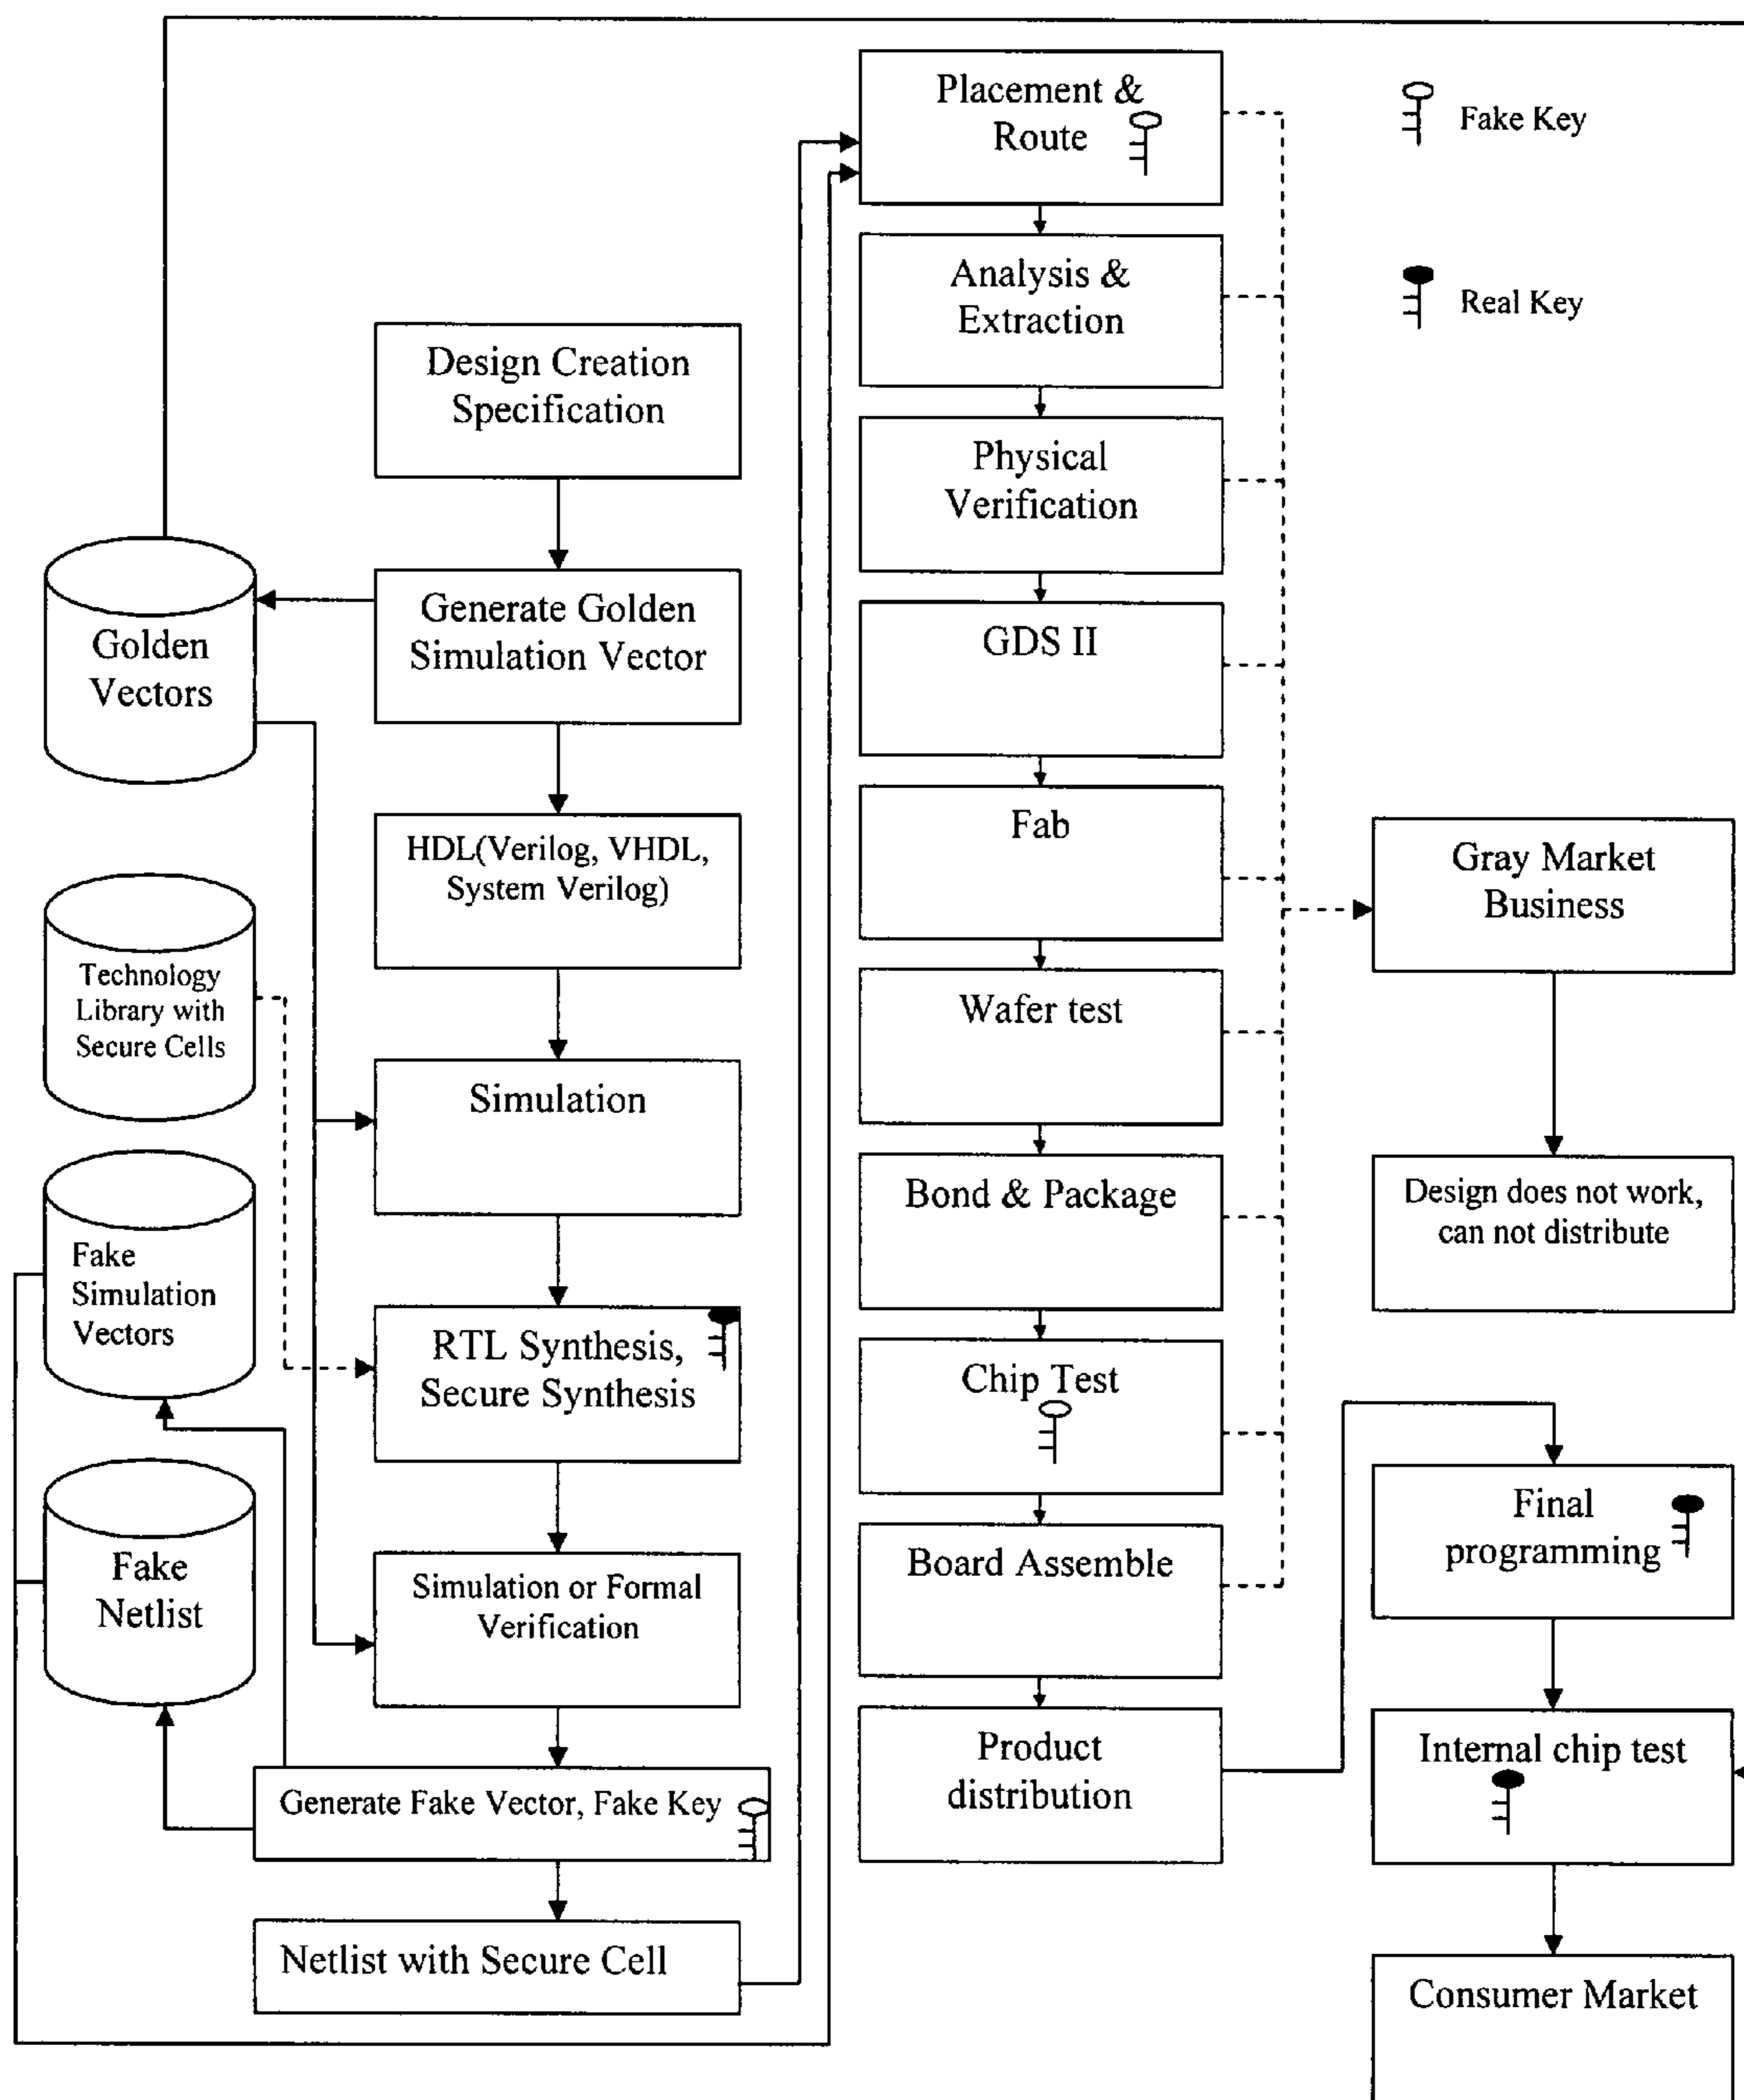 Placement &
Route
Fake Key
Analysis &
Extraction
Real Key
Design Creation
Specification
Physical
Verification
Golden
Vectors
Generate Golden
Simulation Vector
GDS II
HDL(Verilog, VHDL,
System Verilog)
Fab
Gray Market
Business
Technology
Library with
Secure Cells
Wafer test
Simulation
Bond & Package
Design does not work,
can not distribute
Fake
Simulation
Vectors
RTL Synthesis,
Secure Synthesis
Chip Test
Final
programming
Fake
Netlist
Simulation or Formal
Verification
Board Assemble
Product
distribution
Internal chip test
Generate Fake Vector, Fake Key
Netlist with Secure Cell
Consumer Market